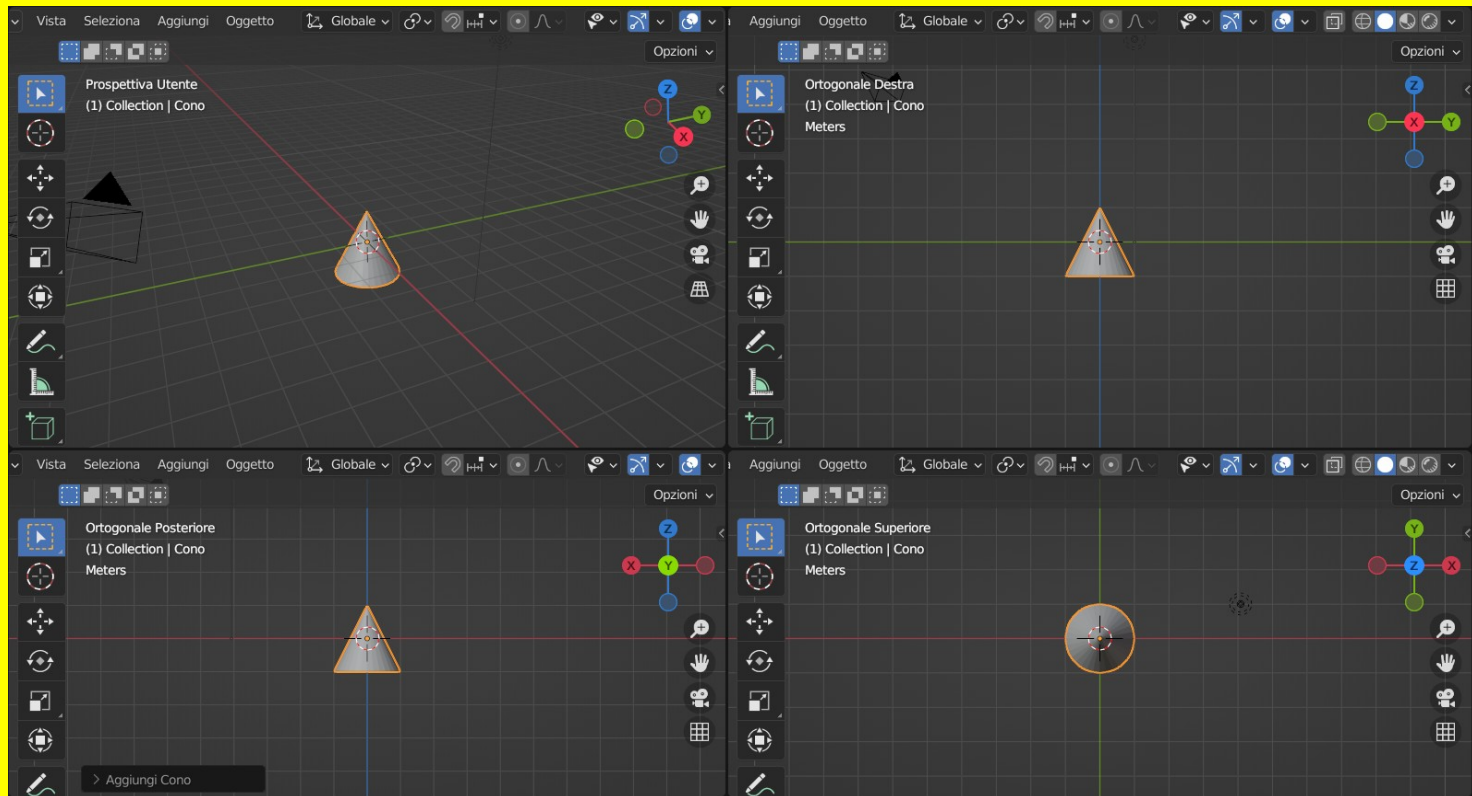 Vista Seleziona Aggiungi Oggetto Globale
Opzioni
Prospettiva Utente
(1) Collection | Cono
Z
Y
X
Aggiungi Oggetto Globale
Opzioni
Ortogonale Destra
(1) Collection | Cono
Meters
Z
X Y
Vista Seleziona Aggiungi Oggetto Globale
Opzioni
Ortogonale Posteriore
(1) Collection | Cono
Meters
Z
X Y
> Aggiungi Cono
Aggiungi Oggetto Globale
Opzioni
Ortogonale Superiore
(1) Collection | Cono
Meters
Y
Z X